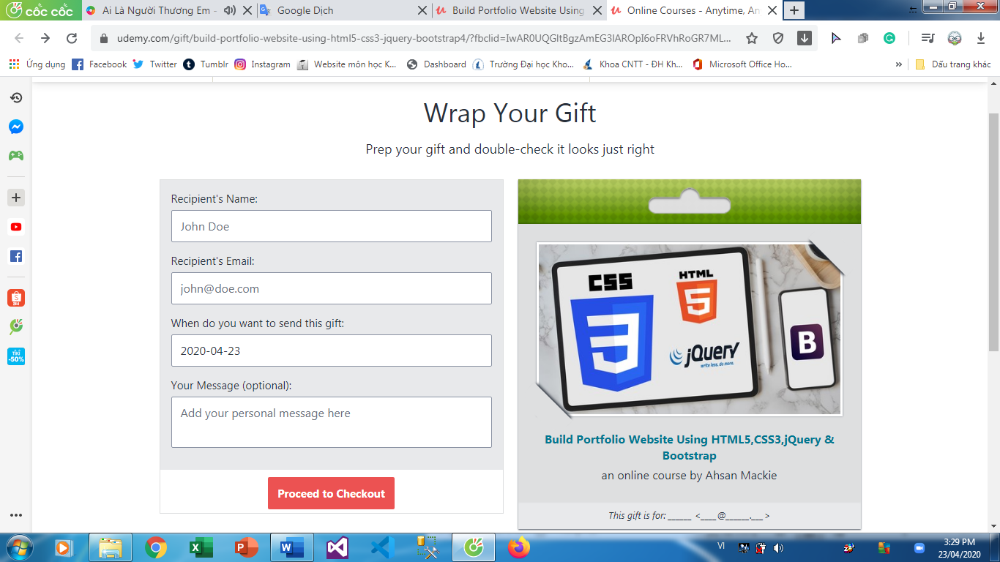 cốc cốc
Ai Là Người Thương Em -
Google Dịch
Build Portfolio Website Using
Online Courses - Anytime, An
udemy.com/gift/build-portfolio-website-using-html5-css3-jquery-bootstrap4/?fbclid=IwAR0UQGltBgzAmEG3lAROpI6oFRVhRoGR7ML...
Ứng dụng
Facebook
Twitter
Tumblr
Instagram
Website môn học K...
Dashboard
Trường Đại học Kho...
Khoa CNTT - ĐH Kh...
Microsoft Office Ho...
»
Dấu trang khác
Wrap Your Gift
Prep your gift and double-check it looks just right
Recipient's Name:
John Doe
Recipient's Email:
john@doe.com
When do you want to send this gift:
2020-04-23
Your Message (optional):
Add your personal message here
Proceed to Checkout
CSS
HTML
jQuery
write less, do more.
B
Build Portfolio Website Using HTML5,CSS3,jQuery &
Bootstrap
an online course by Ahsan Mackie
This gift is for: ______ <____@______.___>
TIKI
-50%
VI
3:29 PM
23/04/2020